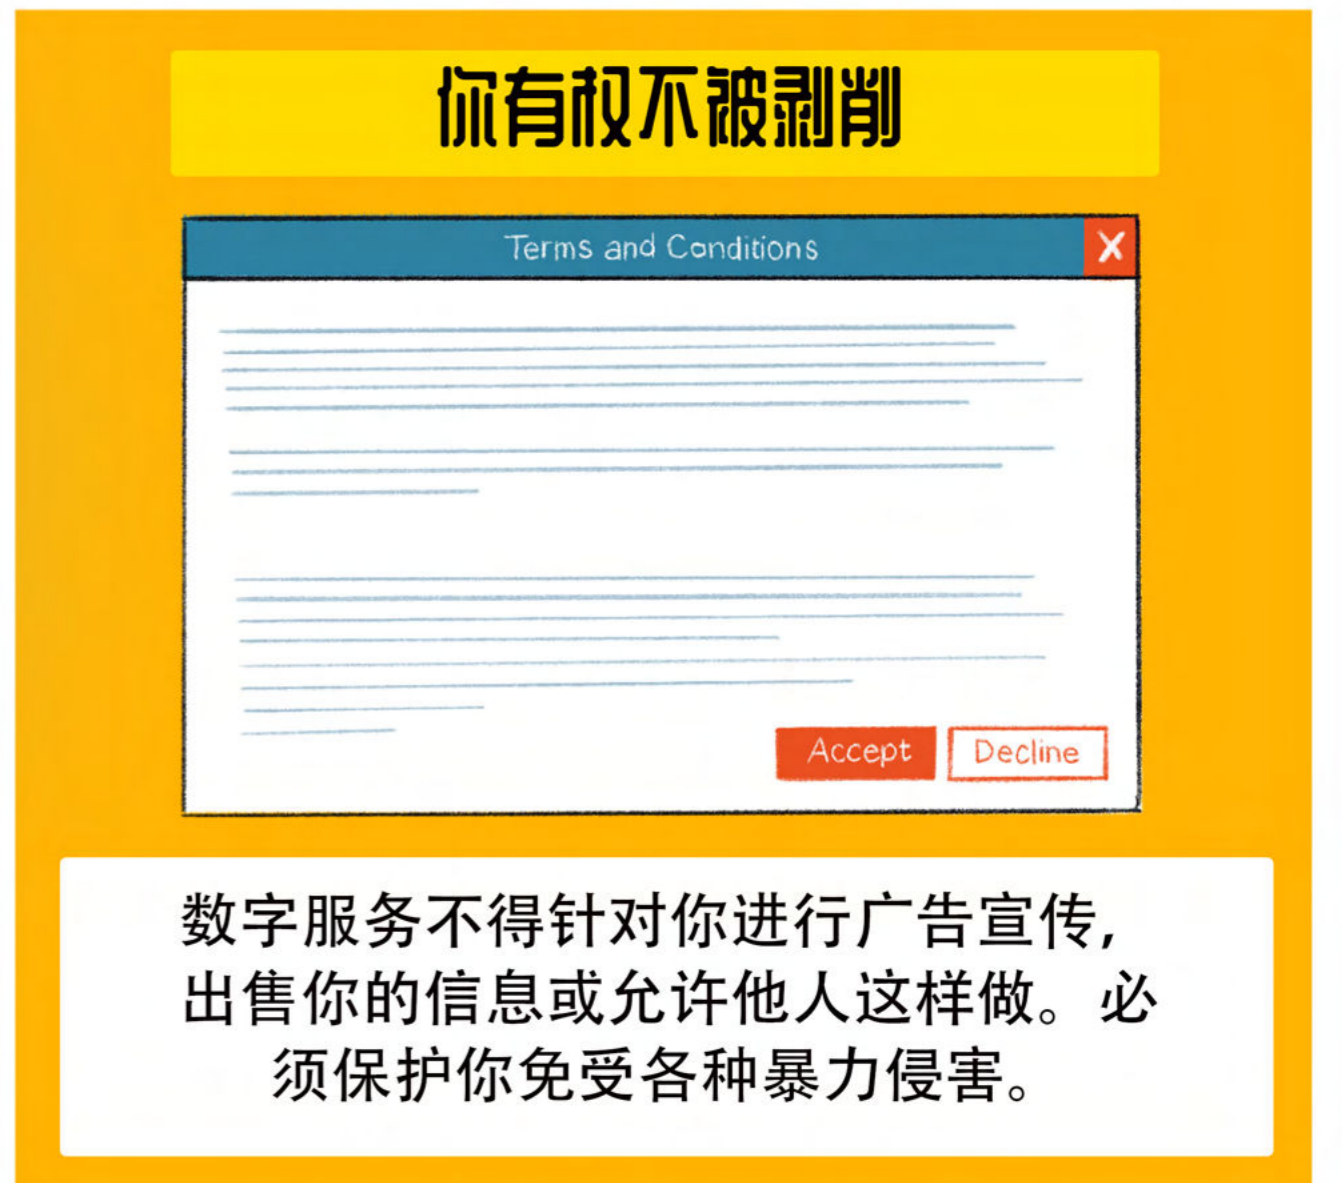 你有权不被剥削
Terms and Conditions
X
Accept
Decline
数字服务不得针对你进行广告宣传,
出售你的信息或允许他人这样做。必
须保护你免受各种暴力侵害。